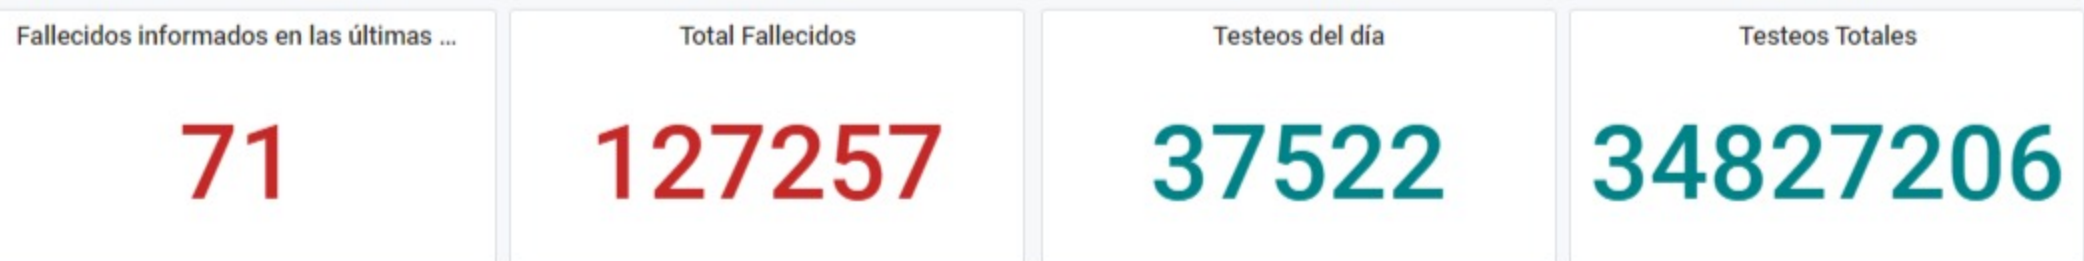 Fallecidos informados en las últimas ...
71
Total Fallecidos
127257
Testeos del día
37522
Testeos Totales
34827206